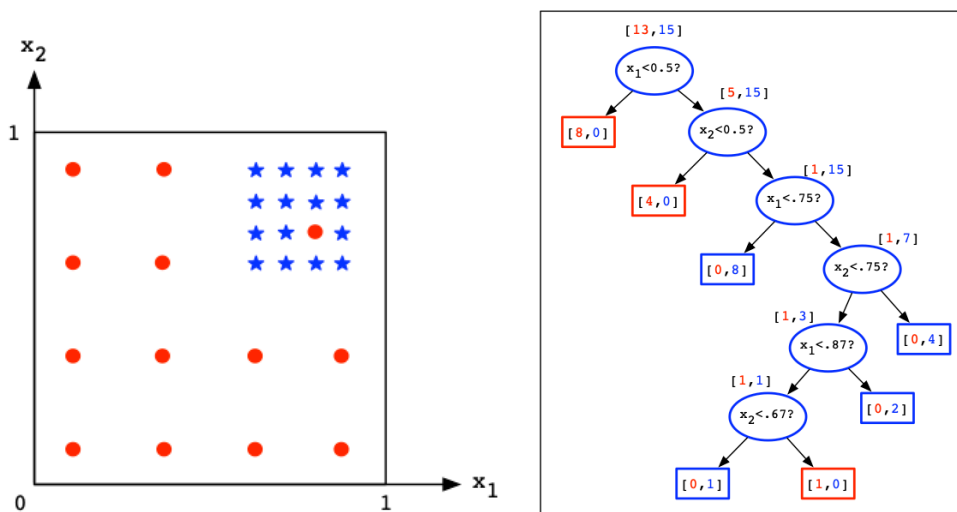 x2
1
0
1
x1
[13,15]
x1<0.5?
[5,15]
[8,0]
x2<0.5?
[1,15]
[4,0]
x1<.75?
[1,7]
[0,8]
x2<.75?
[1,3]
[0,4]
x1<.87?
[1,1]
[0,2]
x2<.67?
[0,1]
[1,0]